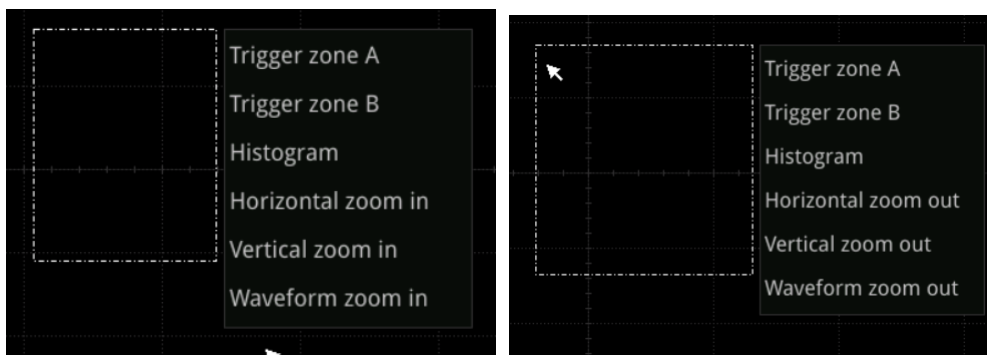 Trigger zone A
Trigger zone B
Histogram
Horizontal zoom in
Vertical zoom in
Waveform zoom in
Trigger zone A
Trigger zone B
Histogram
Horizontal zoom out
Vertical zoom out
Waveform zoom out